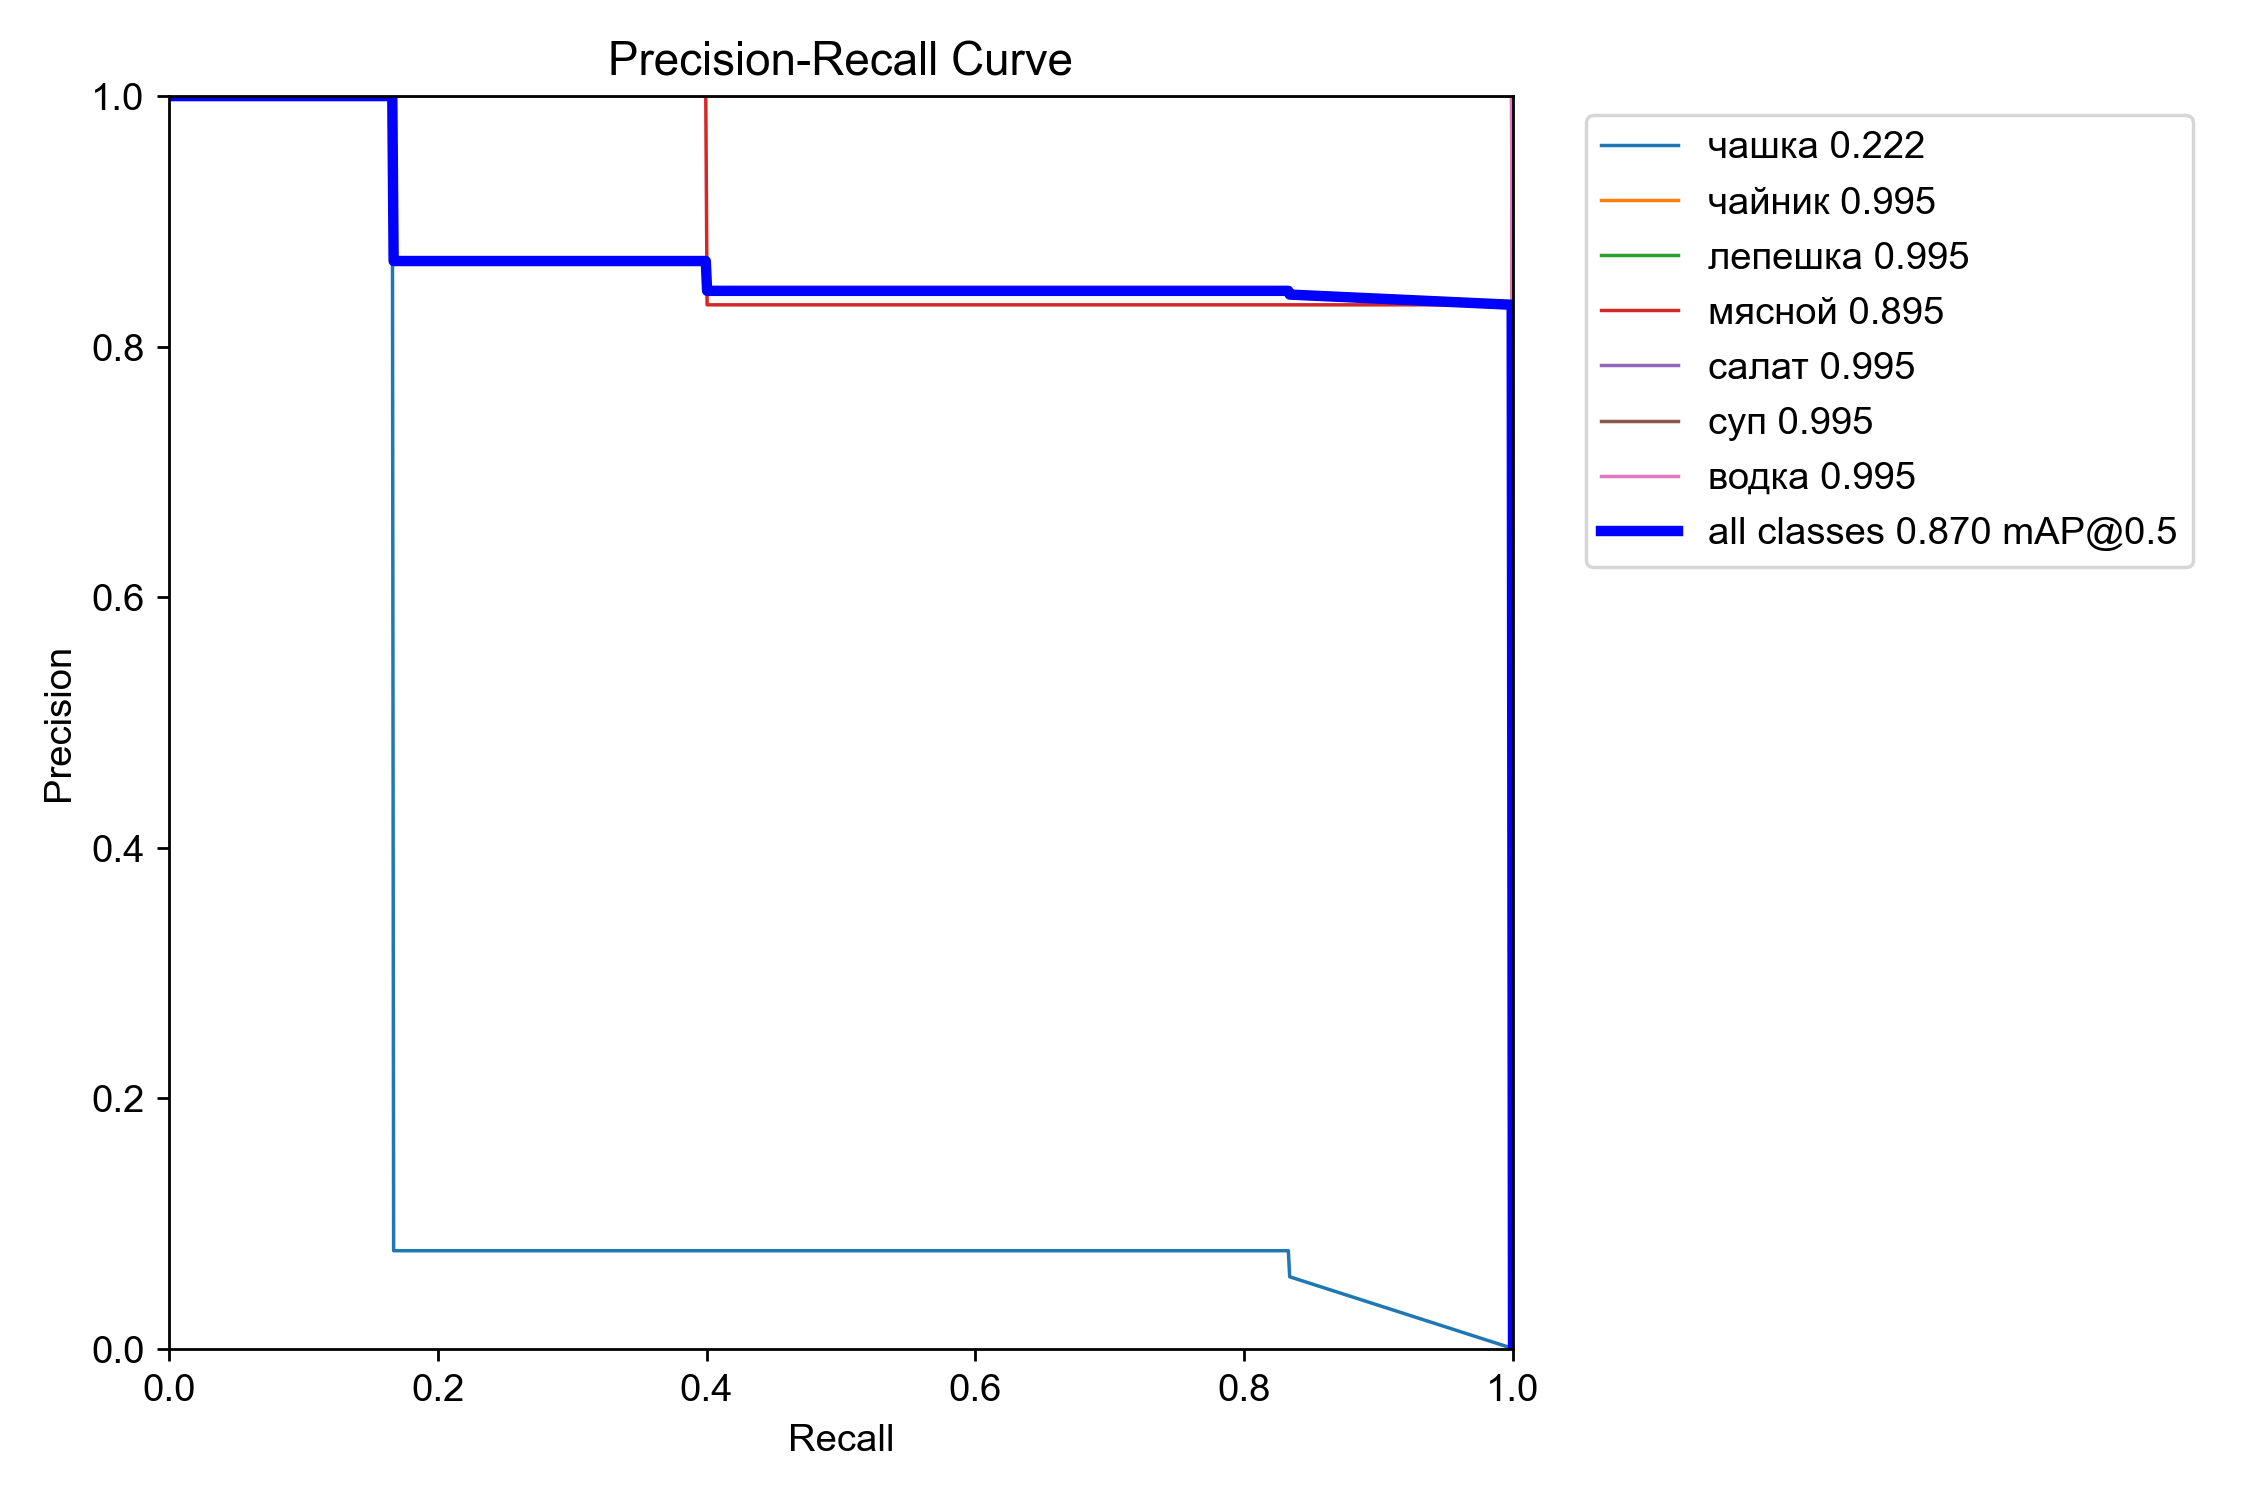 Precision-Recall Curve
1.0
0.8
0.6
0.4
0.2
0.0
Precision
0.0 0.2 0.4 0.6 0.8 1.0
Recall
чашка 0.222
чайник 0.995
лепешка 0.995
мясной 0.895
салат 0.995
суп 0.995
водка 0.995
all classes 0.870 mAP@0.5